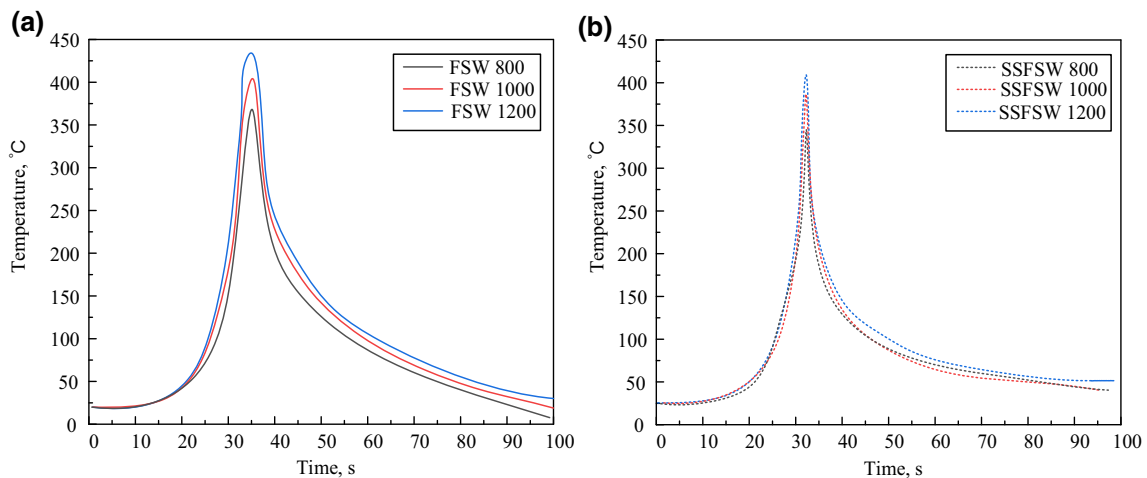 (a)
Temperature, °C
450
400
350
300
250
200
150
100
50
0
FSW 800
FSW 1000
FSW 1200
0 10 20 30 40 50 60 70 80 90 100
Time, s
(b)
Temperature, °C
450
400
350
300
250
200
150
100
50
0
SSFSW 800
SSFSW 1000
SSFSW 1200
0 10 20 30 40 50 60 70 80 90 100
Time, s